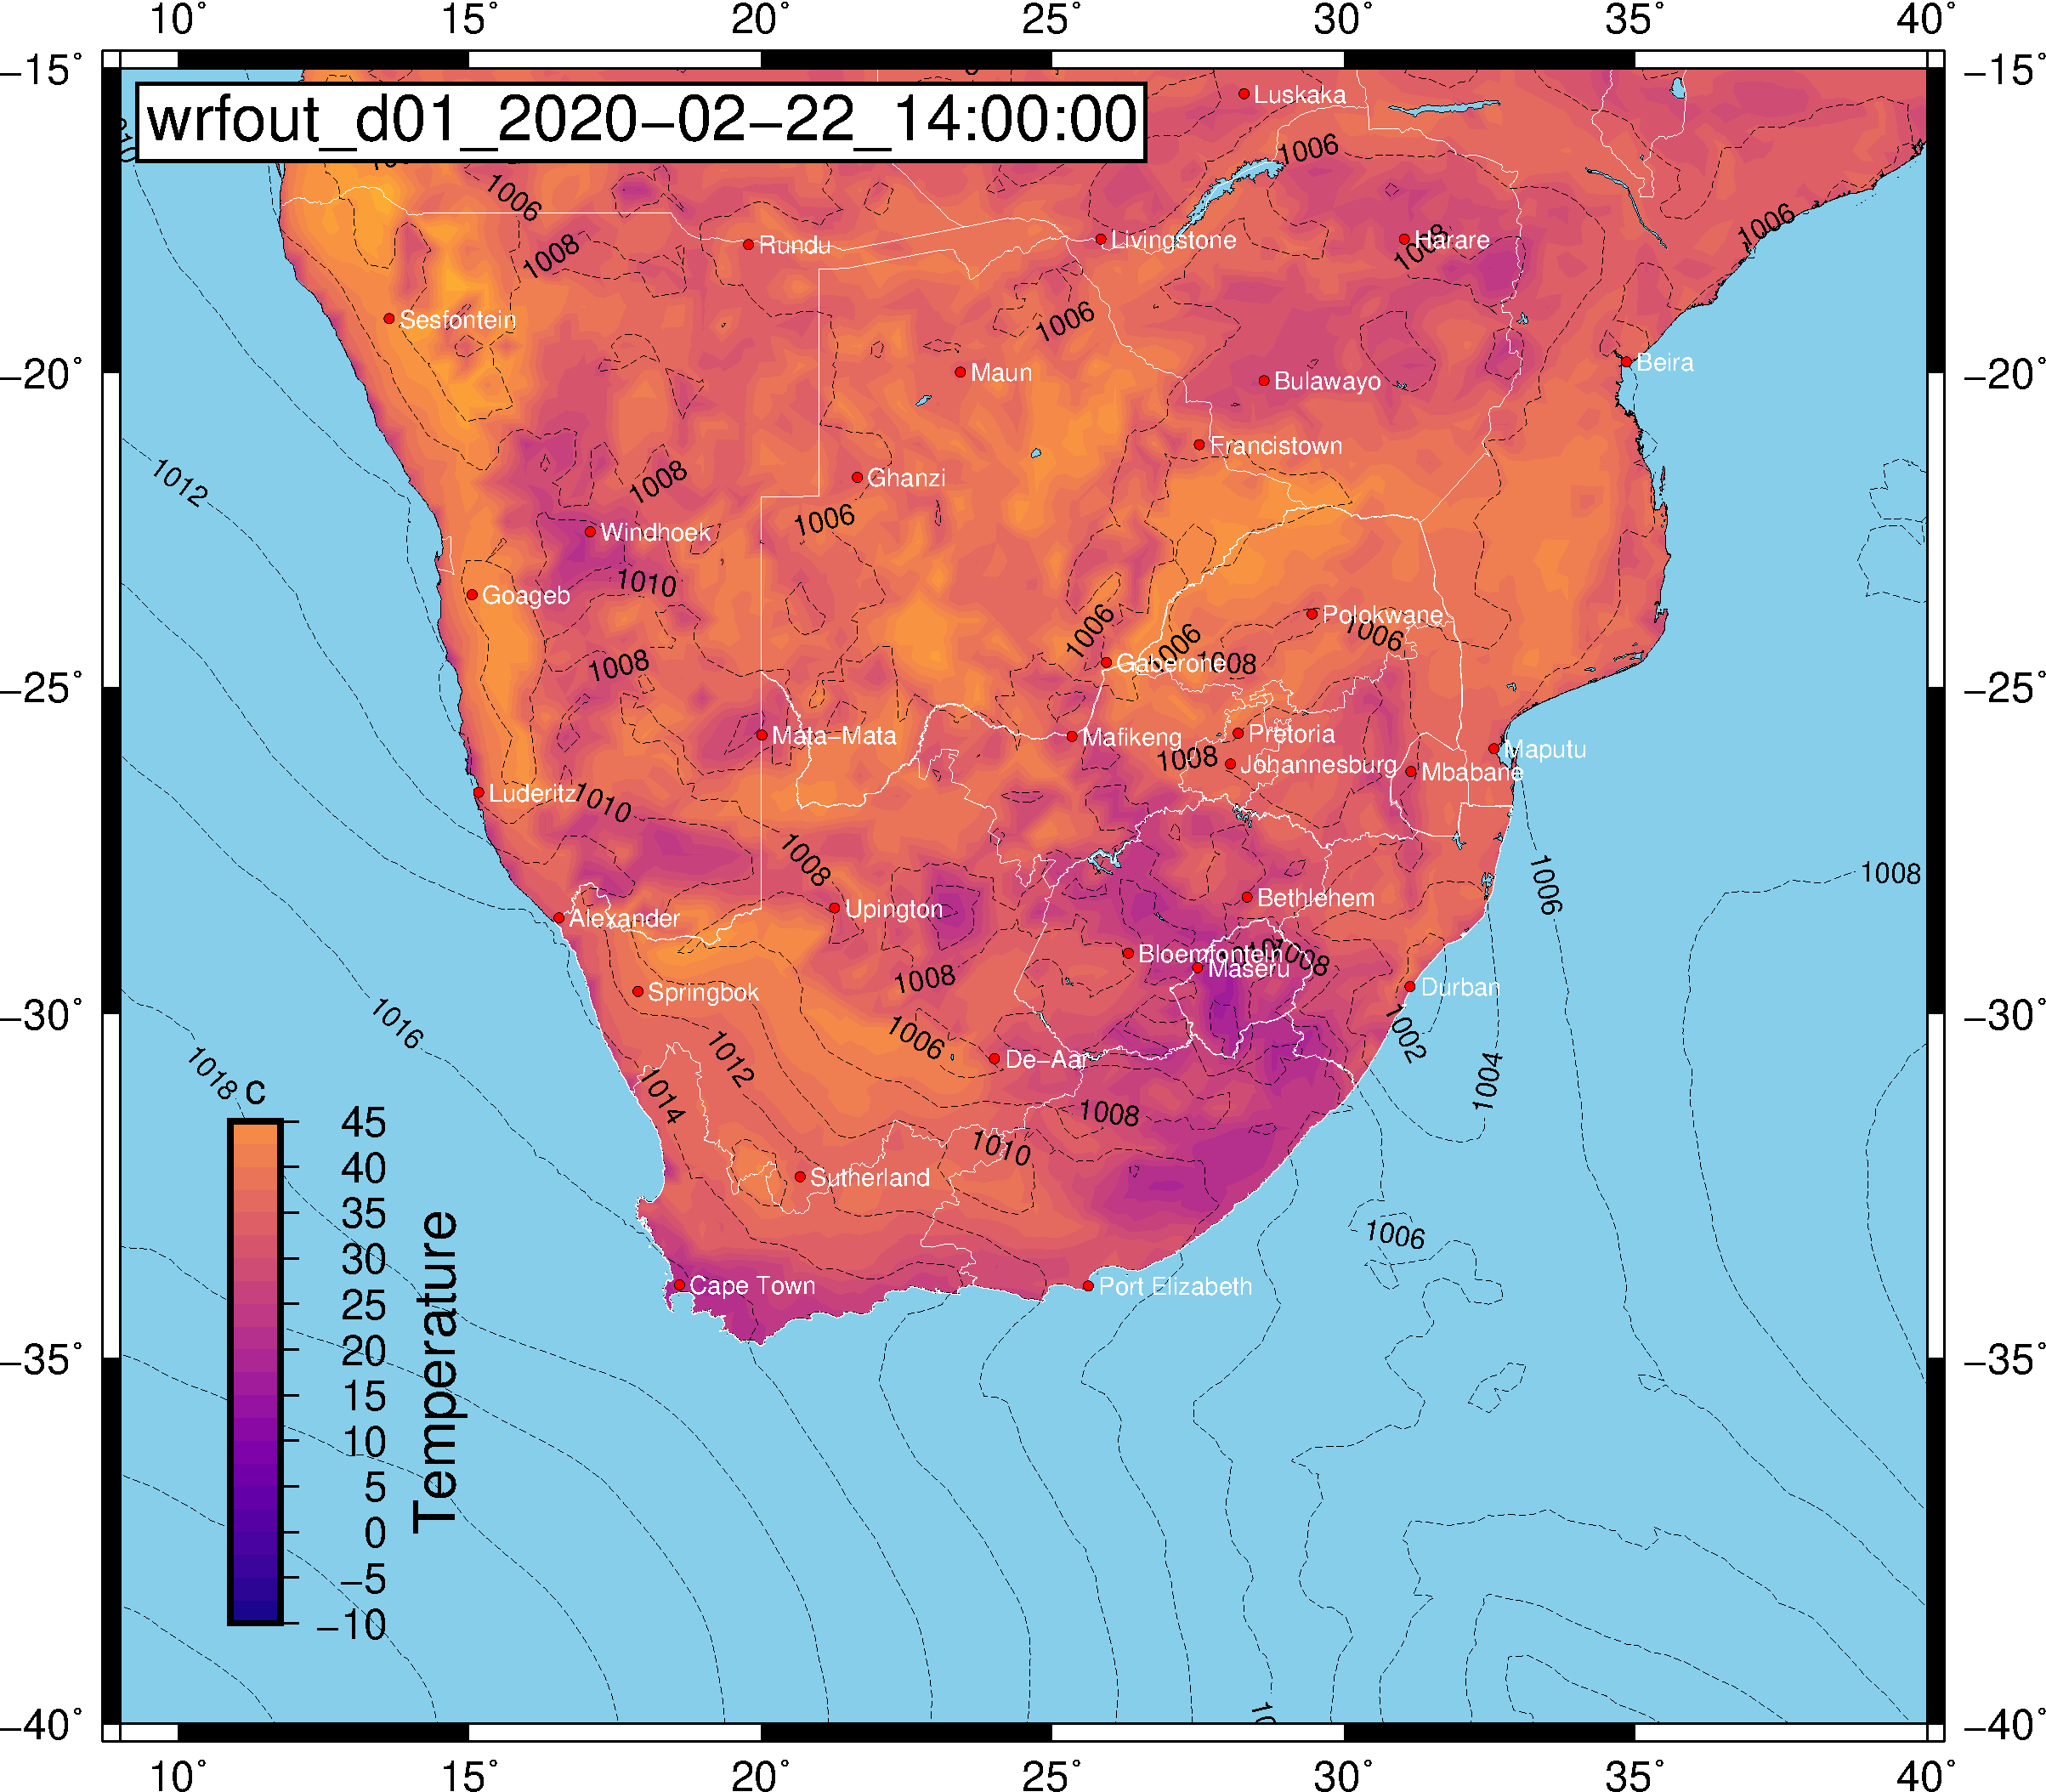 10° 15° 20° 25° 30° 35° 40°
−15° −15°
wrfout_d01_2020−02−22_14:00:00
Luskaka
1006
1006
1006
1008
Rundu
Livingstone
1008
Harare
1006
Sesfontein
1006
Beira
−20° −20°
Maun
Bulawayo
Francistown
1012
1008
Ghanzi
1006
Windhoek
1010
Goageb
1006
Polokwane
1006
1006
1008
Gaberone
1008
−25° −25°
Mata−Mata
Mafikeng
Pretoria
Maputu
1008
Johannesburg
Mbabane
Luderitz
1010
1008
1006
1008
Bethlehem
Alexander
Upington
Bloemfontein
1010
1008
Maseru
1008
Springbok
Durban
−30° −30°
1016
1006
1002
1012
De−Aar
1018
1014
1004
1008
1010
Sutherland
1006
Cape Town
Port Elizabeth
c
45
40
35
30
25
20
15
10
5
0
−5
−10
Temperature
−35° −35°
−40° −40°
10° 15° 20° 25° 30° 35° 40°